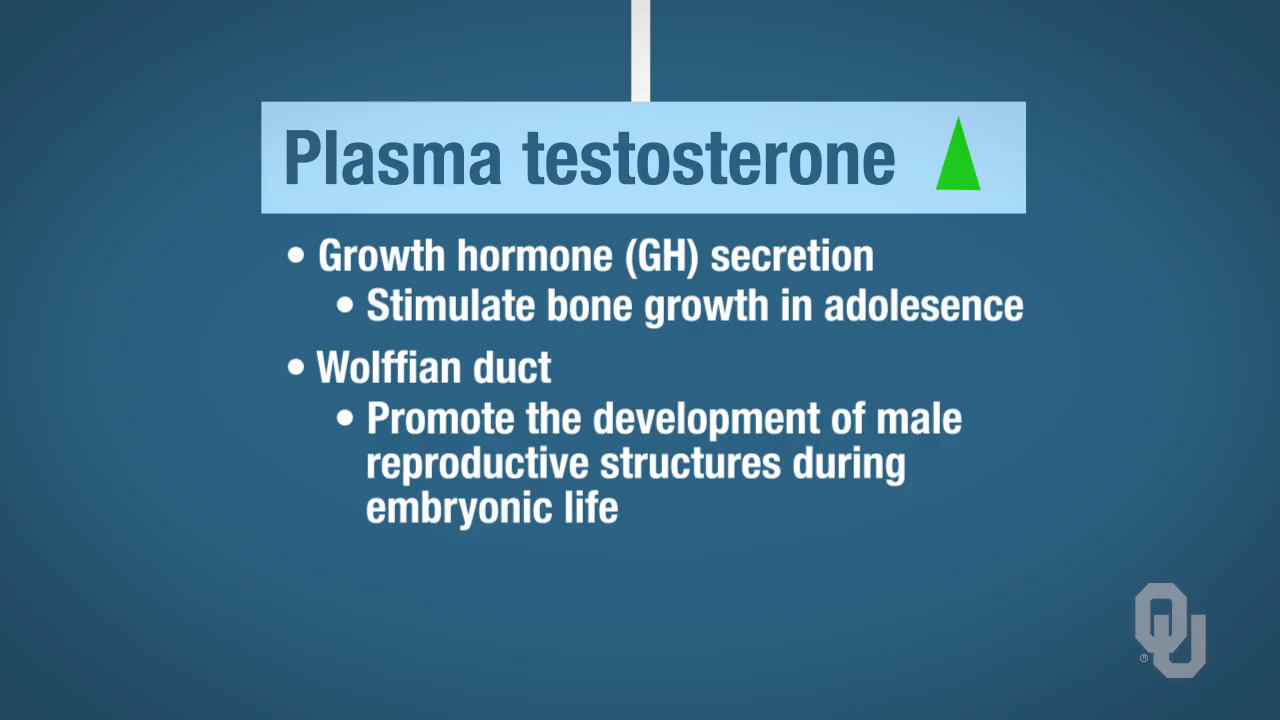 Plasma testosterone
• Growth hormone (GH) secretion
• Stimulate bone growth in adolesence
• Wolffian duct
• Promote the development of male
reproductive structures during
embryonic life
OU
®